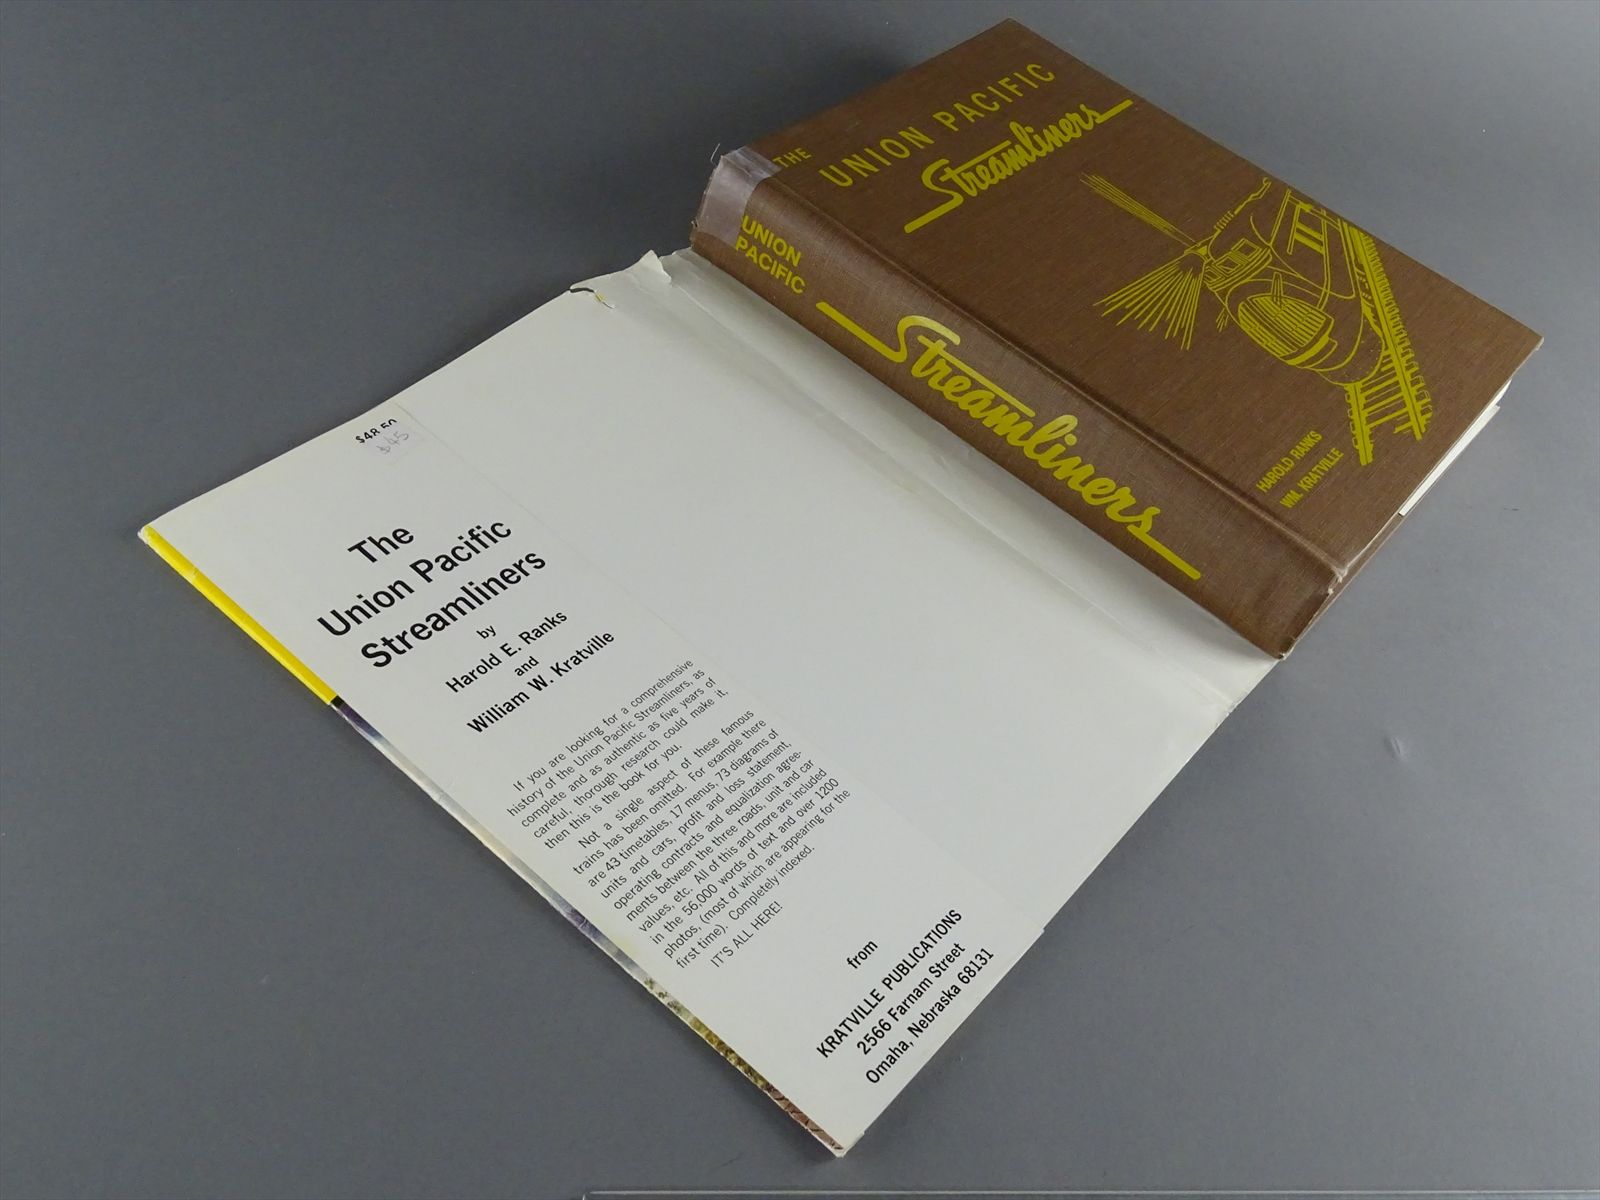 THE
UNION PACIFIC
Streamliners
HAROLD RANKS
WM. KRATVILLE
UNION
PACIFIC
Streamliners
$48.50
$45
The
Union Pacific
Streamliners
by
Harold E. Ranks
and
William W. Kratville
If you are looking for a comprehensive
history of the Union Pacific Streamliners, as
complete and as authentic as five years of
careful, thorough research could make it,
then this is the book for you.
Not a single aspect of these famous
trains has been omitted. For example there
are 43 timetables, 17 menus, 73 diagrams of
units and cars, profit and loss statement,
operating contracts and equalization agree-
ments between the three roads, unit and car
values, etc. All of this and more are included
in the 56,000 words of text and over 1200
photos, (most of which are appearing for the
first time). Completely indexed.
IT'S ALL HERE!
from
KRATVILLE PUBLICATIONS
2566 Farnam Street
Omaha, Nebraska 68131